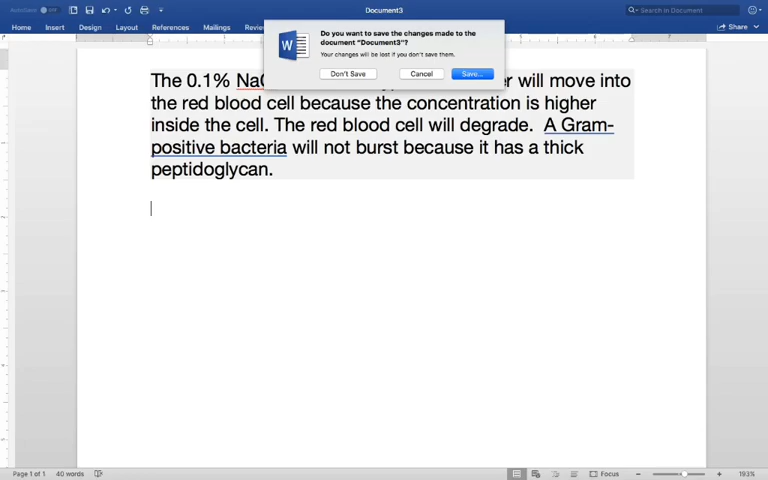 AutoSave OFF
Document3
Search in Document
Home Insert Design Layout References Mailings
Share
Do you want to save the changes made to the
document "Document3"?
Your changes will be lost if you don't save them.
Don't Save Cancel Save...
The 0.1% will move into
the red blood cell because the concentration is higher
inside the cell. The red blood cell will degrade. A Gram-
positive bacteria will not burst because it has a thick
peptidoglycan.
Page 1 of 1 40 words Focus 193%